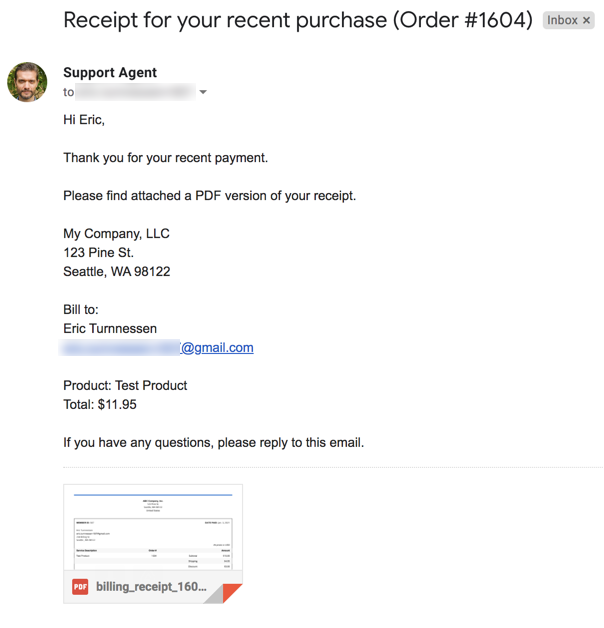 Receipt for your recent purchase (Order #1604) Inbox ×
Support Agent
to
Hi Eric,
Thank you for your recent payment.
Please find attached a PDF version of your receipt.
My Company, LLC
123 Pine St.
Seattle, WA 98122
Bill to:
Eric Turnnessen
@gmail.com
Product: Test Product
Total: $11.95
If you have any questions, please reply to this email.
PDF billing_receipt_160...